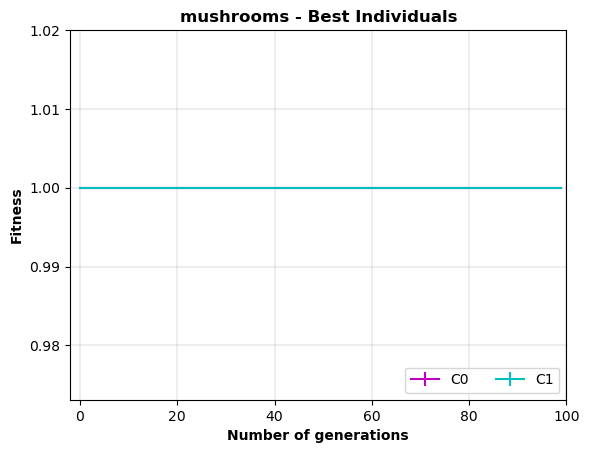 mushrooms - Best Individuals
1.02
1.01
1.00
0.99
0.98
Fitness
C0 C1
0 20 40 60 80 100
Number of generations